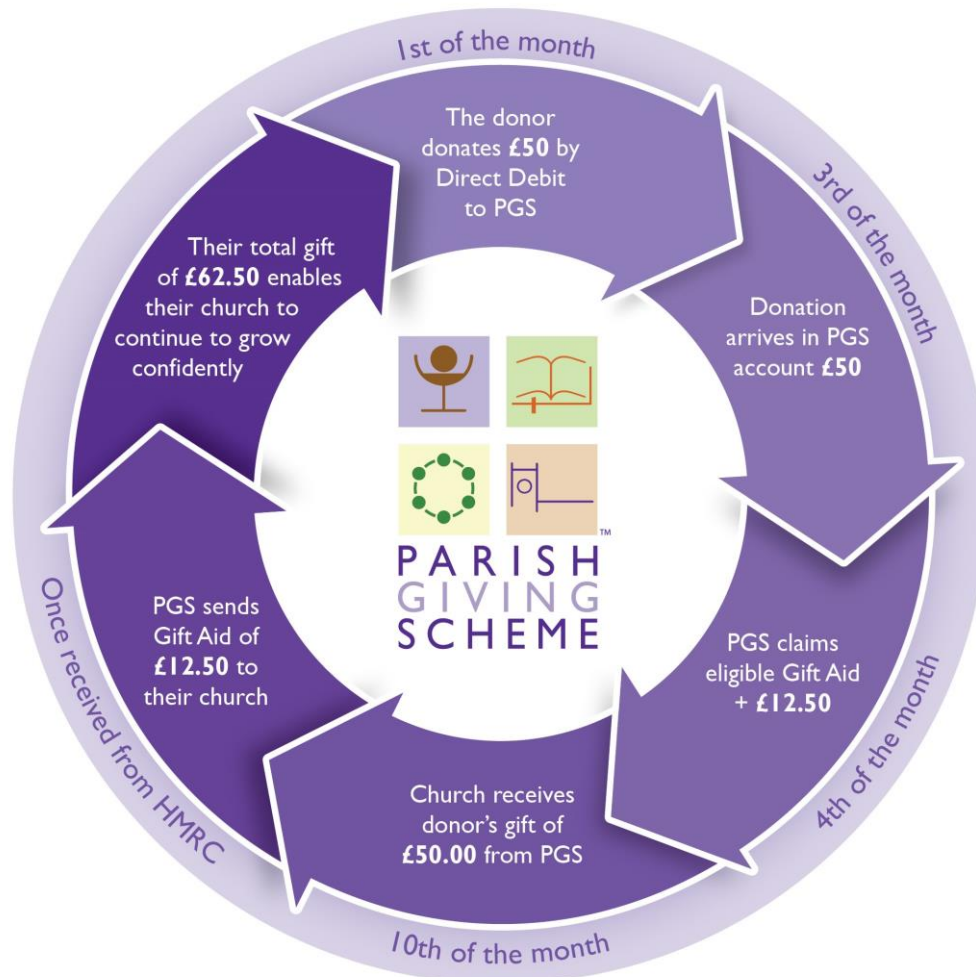 1st of the month
The donor
donates £50 by
Direct Debit
to PGS
3rd of the month
Donation
arrives in PGS
account £50
4th of the month
PGS claims
eligible Gift Aid
+ £12.50
10th of the month
Church receives
donor's gift of
£50.00 from PGS
Once received from HMRC
PGS sends
Gift Aid of
£12.50 to
their church
Their total gift
of £62.50 enables
their church to
continue to grow
confidently
™
PARISH
GIVING
SCHEME